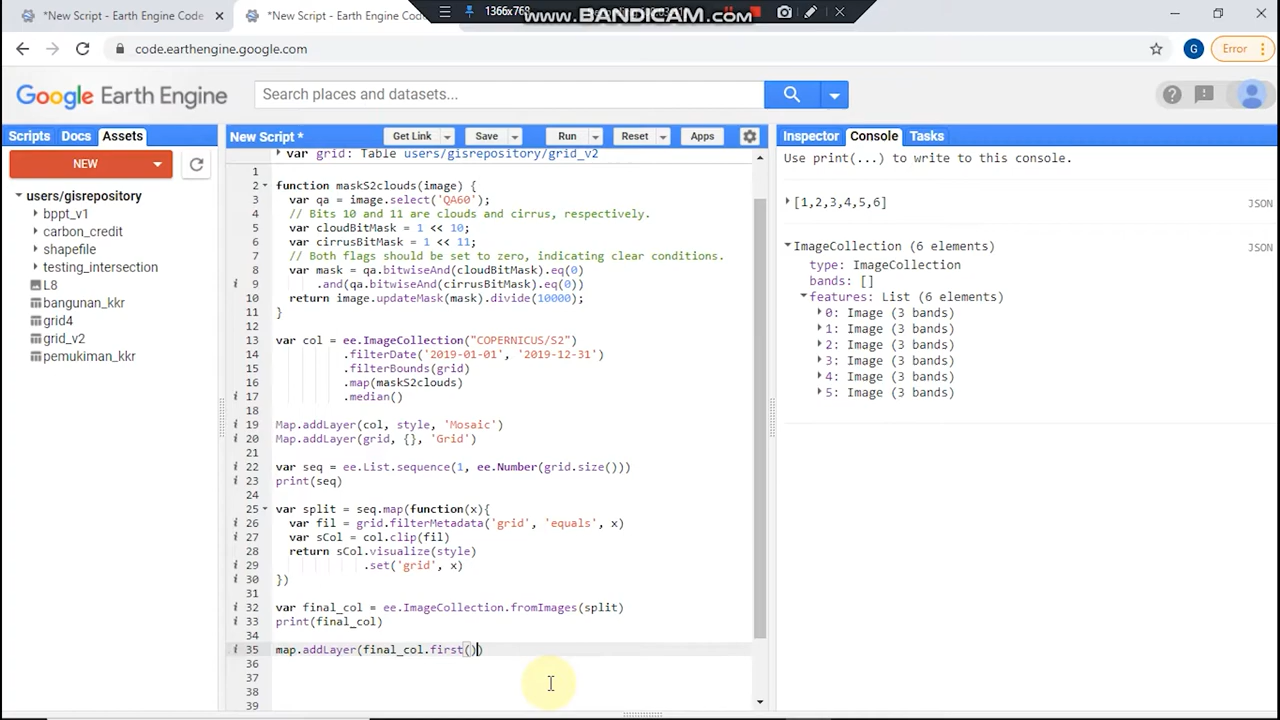 *New Script - Earth Engine Code
*New Script - Earth Engine Co
1366x768
www.BANDICAM.com
code.earthengine.google.com
G
Error
Google Earth Engine
Search places and datasets...
Scripts Docs Assets
NEW
users/gisrepository
bppt_v1
carbon_credit
shapefile
testing_intersection
L8
bangunan_kkr
grid4
grid_v2
pemukiman_kkr
New Script *
Get Link Save Run Reset Apps
var grid: Table users/gisrepository/grid_v2
1
2 function maskS2clouds(image) {
3 var qa = image.select('QA60');
4 // Bits 10 and 11 are clouds and cirrus, respectively.
5 var cloudBitMask = 1 << 10;
6 var cirrusBitMask = 1 << 11;
7 // Both flags should be set to zero, indicating clear conditions.
8 var mask = qa.bitwiseAnd(cloudBitMask).eq(0)
i 9 .and(qa.bitwiseAnd(cirrusBitMask).eq(0))
10 return image.updateMask(mask).divide(10000);
11 }
12
13 var col = ee.ImageCollection("COPERNICUS/S2")
14 .filterDate('2019-01-01', '2019-12-31')
15 .filterBounds(grid)
16 .map(maskS2clouds)
i 17 .median()
18
i 19 Map.addLayer(col, style, 'Mosaic')
i 20 Map.addLayer(grid, {}, 'Grid')
21
i 22 var seq = ee.List.sequence(1, ee.Number(grid.size()))
i 23 print(seq)
24
25 var split = seq.map(function(x){
i 26 var fil = grid.filterMetadata('grid', 'equals', x)
i 27 var sCol = col.clip(fil)
28 return sCol.visualize(style)
i 29 .set('grid', x)
i 30 })
31
i 32 var final_col = ee.ImageCollection.fromImages(split)
i 33 print(final_col)
34
i 35 map.addLayer(final_col.first())
36
37
38
39
Inspector Console Tasks
Use print(...) to write to this console.
[1,2,3,4,5,6] JSON
ImageCollection (6 elements) JSON
type: ImageCollection
bands: []
features: List (6 elements)
0: Image (3 bands)
1: Image (3 bands)
2: Image (3 bands)
3: Image (3 bands)
4: Image (3 bands)
5: Image (3 bands)